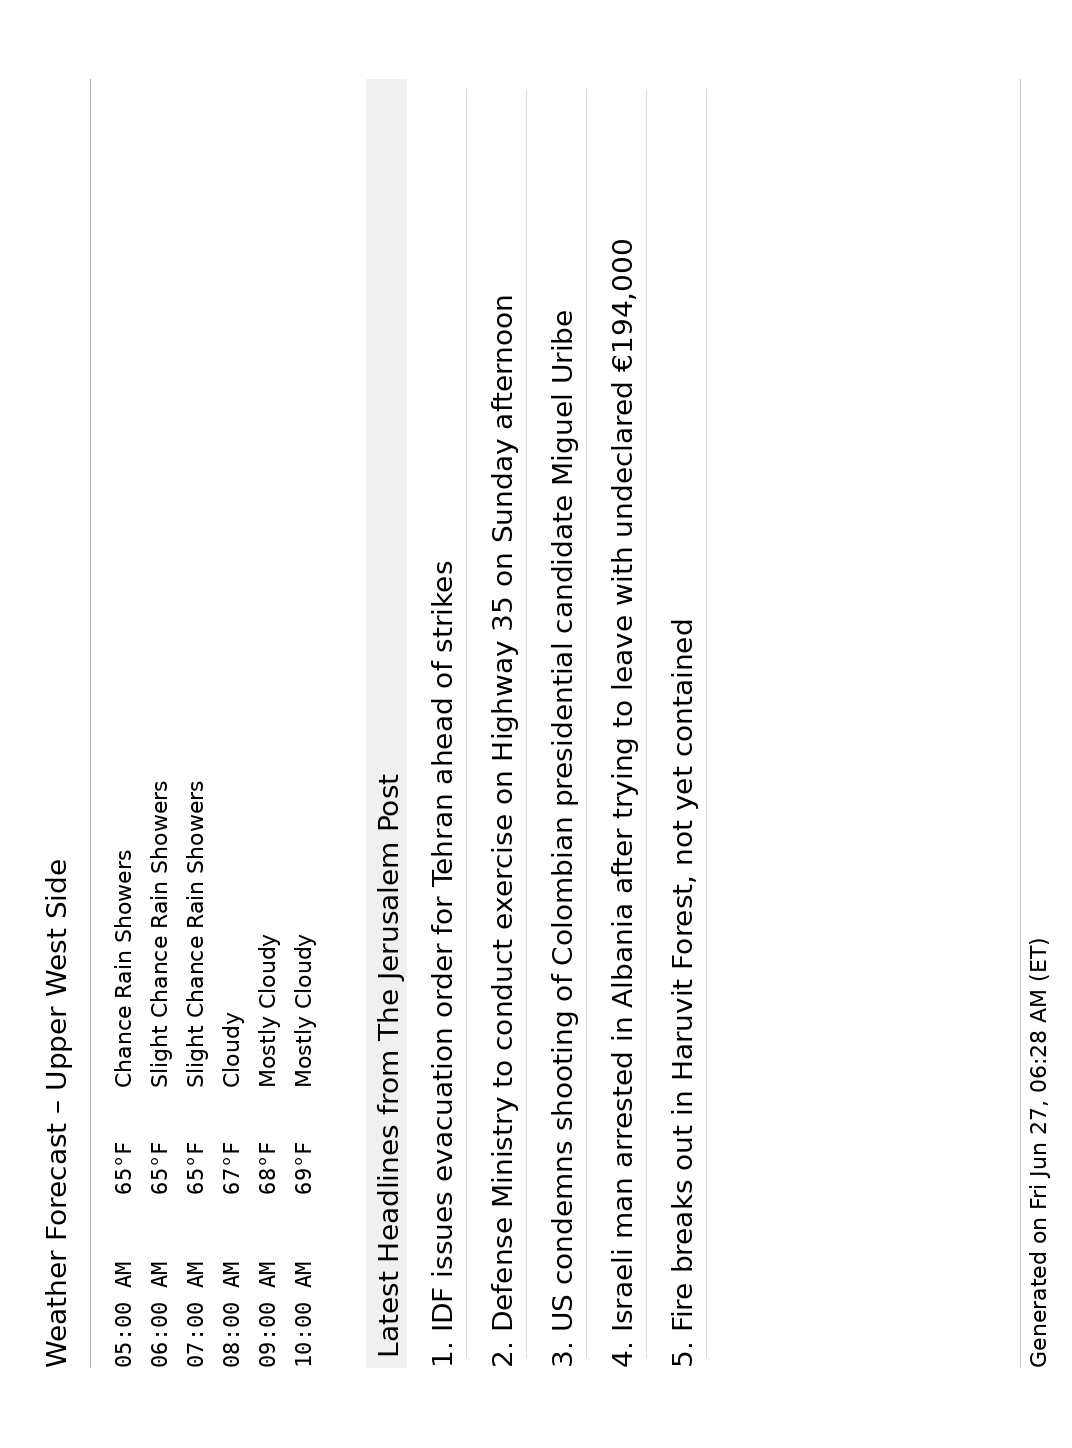 Weather Forecast – Upper West Side
05:00 AM 65°F Chance Rain Showers
06:00 AM 65°F Slight Chance Rain Showers
07:00 AM 65°F Slight Chance Rain Showers
08:00 AM 67°F Cloudy
09:00 AM 68°F Mostly Cloudy
10:00 AM 69°F Mostly Cloudy
Latest Headlines from The Jerusalem Post
1. IDF issues evacuation order for Tehran ahead of strikes
2. Defense Ministry to conduct exercise on Highway 35 on Sunday afternoon
3. US condemns shooting of Colombian presidential candidate Miguel Uribe
4. Israeli man arrested in Albania after trying to leave with undeclared €194,000
5. Fire breaks out in Haruvit Forest, not yet contained
Generated on Fri Jun 27, 06:28 AM (ET)